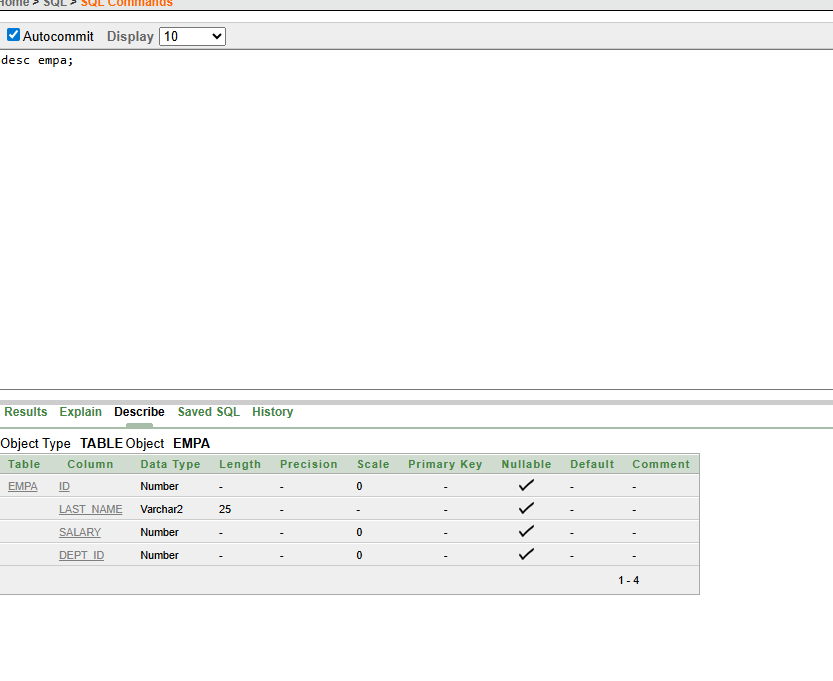 Home > SQL > SQL Commands
Autocommit Display 10
desc empa;
Results Explain Describe Saved SQL History
Object Type TABLE Object EMPA
Table Column Data Type Length Precision Scale Primary Key Nullable Default Comment
EMPA ID Number - - 0 - - -
LAST_NAME Varchar2 25 - - - - -
SALARY Number - - 0 - - -
DEPT_ID Number - - 0 - - -
1 - 4